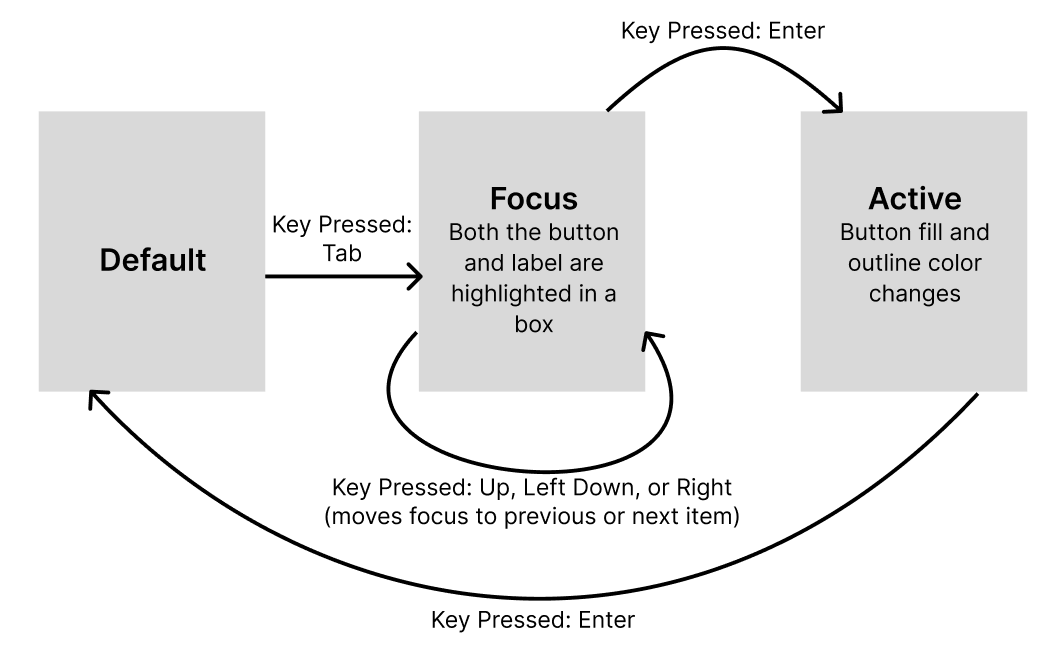 Key Pressed: Enter
Default
Key Pressed:
Tab
Focus
Both the button
and label are
highlighted in a
box
Active
Button fill and
outline color
changes
Key Pressed: Up, Left Down, or Right
(moves focus to previous or next item)
Key Pressed: Enter